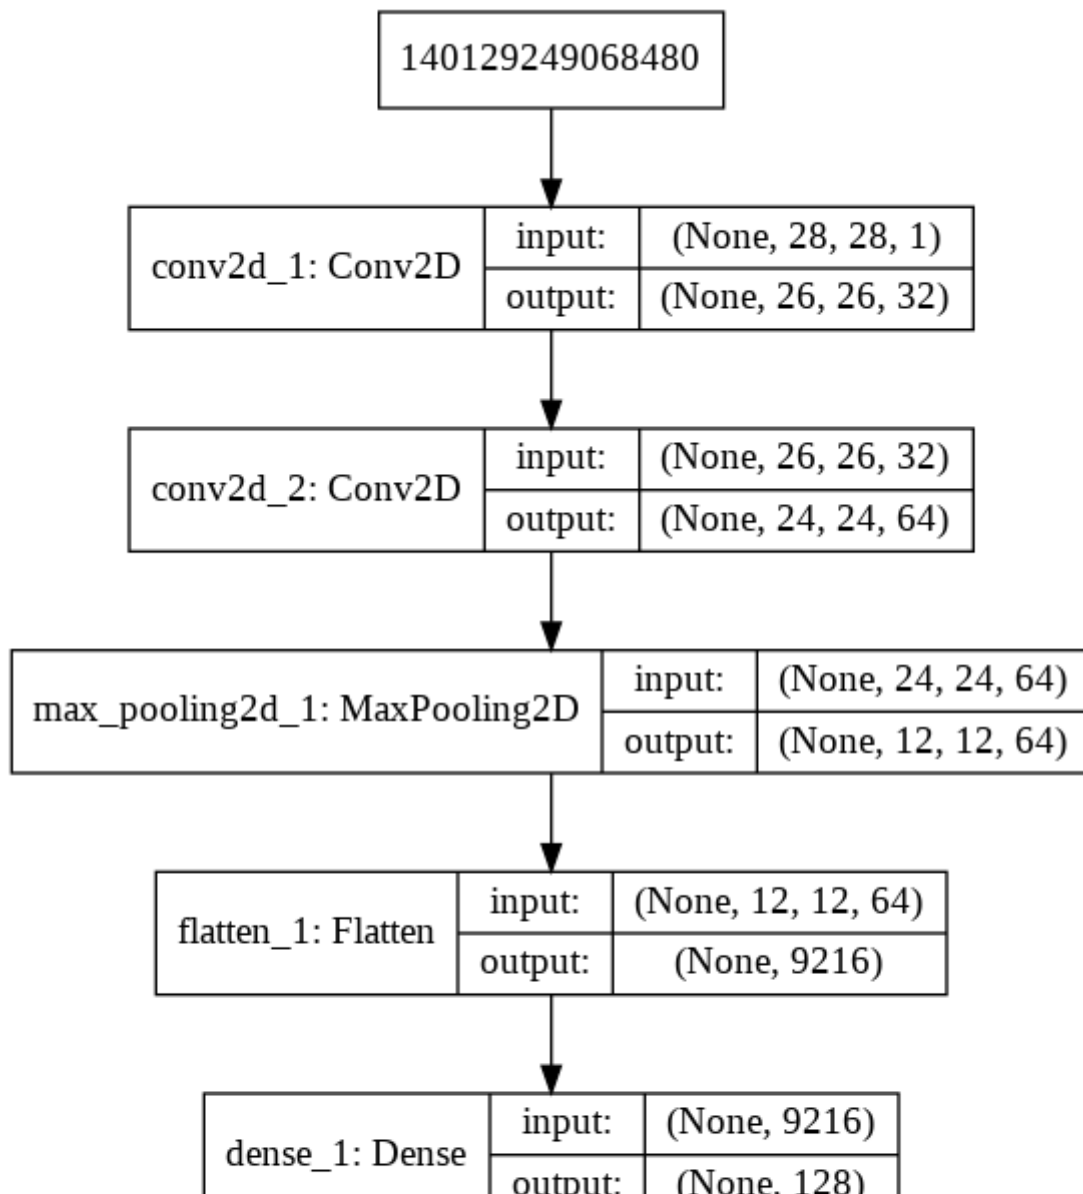 140129249068480
conv2d_1: Conv2D
input:
(None, 28, 28, 1)
output:
(None, 26, 26, 32)
conv2d_2: Conv2D
input:
(None, 26, 26, 32)
output:
(None, 24, 24, 64)
max_pooling2d_1: MaxPooling2D
input:
(None, 24, 24, 64)
output:
(None, 12, 12, 64)
flatten_1: Flatten
input:
(None, 12, 12, 64)
output:
(None, 9216)
dense_1: Dense
input:
(None, 9216)
output:
(None, 128)